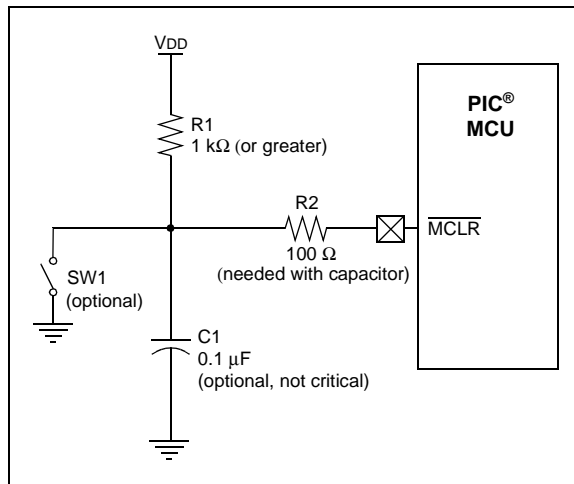 VDD
PIC®
MCU
R1
1 kΩ (or greater)
R2
MCLR
100 Ω
(needed with capacitor)
SW1
(optional)
C1
0.1 µF
(optional, not critical)